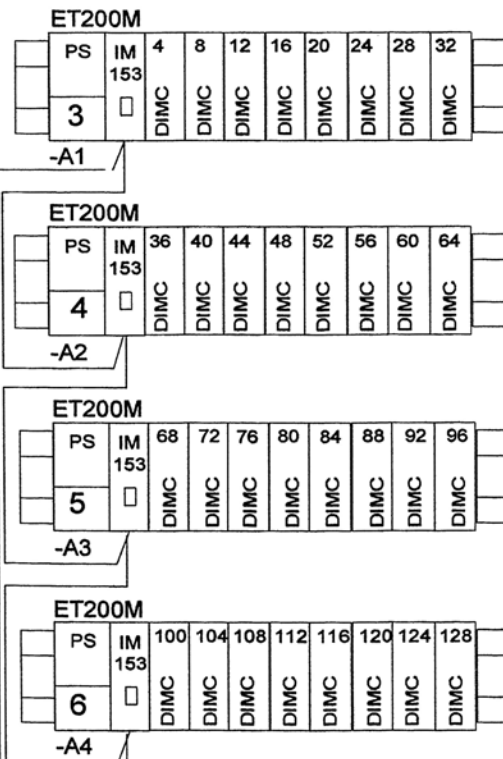 ET200M
PS IM 4 8 12 16 20 24 28 32
153
3 DIMC DIMC DIMC DIMC DIMC DIMC DIMC DIMC
-A1
ET200M
PS IM 36 40 44 48 52 56 60 64
153
4 DIMC DIMC DIMC DIMC DIMC DIMC DIMC DIMC
-A2
ET200M
PS IM 68 72 76 80 84 88 92 96
153
5 DIMC DIMC DIMC DIMC DIMC DIMC DIMC DIMC
-A3
ET200M
PS IM 100 104 108 112 116 120 124 128
153
6 DIMC DIMC DIMC DIMC DIMC DIMC DIMC DIMC
-A4